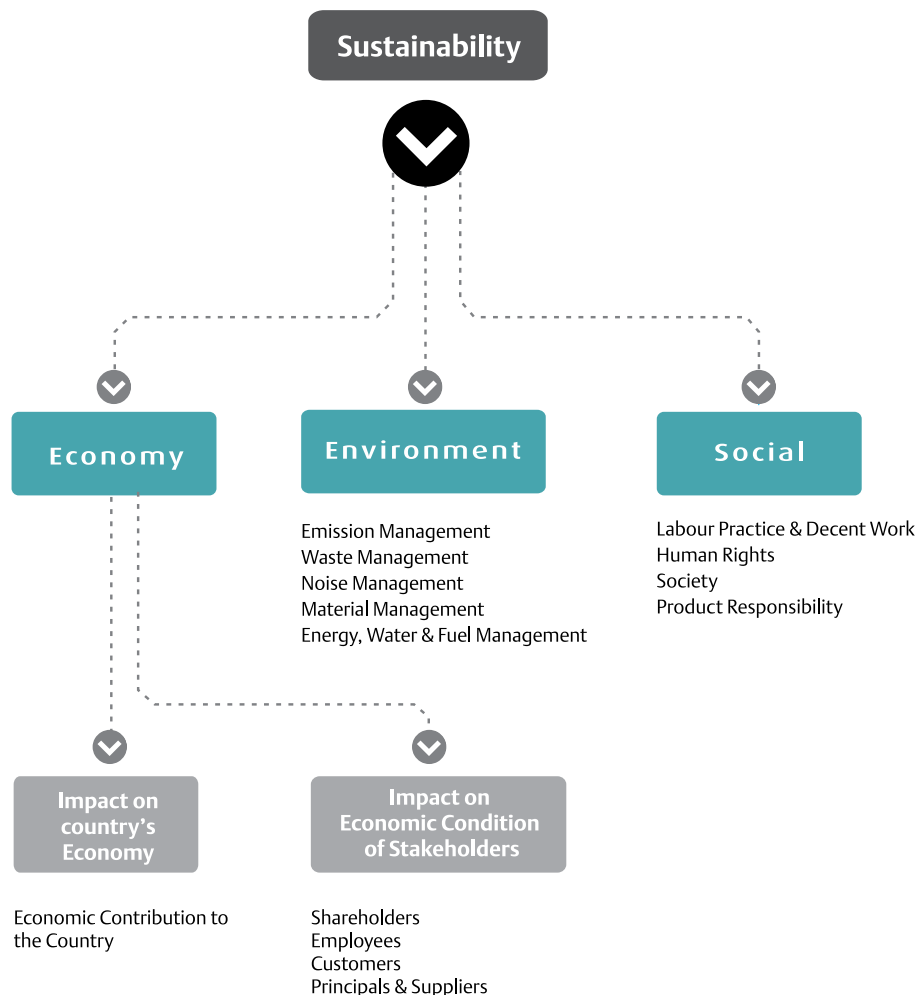 Sustainability
Economy
Environment
Emission Management
Waste Management
Noise Management
Material Management
Energy, Water & Fuel Management
Social
Labour Practice & Decent Work
Human Rights
Society
Product Responsibility
Impact on
country's
Economy
Economic Contribution to
the Country
Impact on
Economic Condition
of Stakeholders
Shareholders
Employees
Customers
Principals & Suppliers